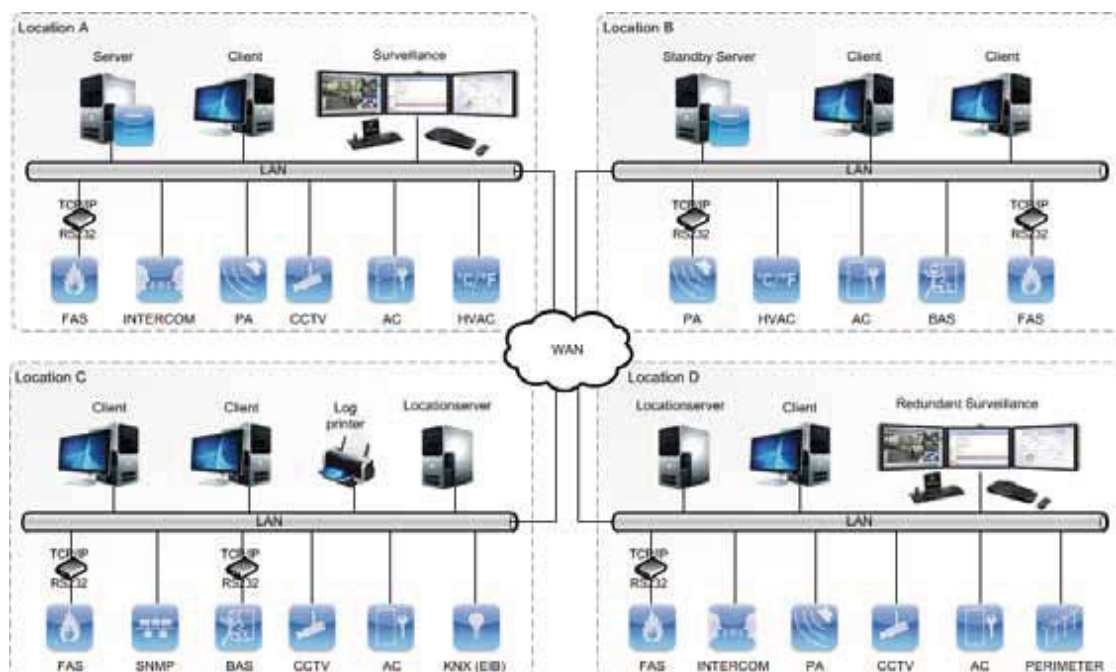 Location A
Server
Client
Surveillance
LAN
TCP/IP
RS232
FAS
INTERCOM
PA
CCTV
AC
°C/°F
HVAC
Location B
Standby Server
Client
Client
LAN
TCP/IP
RS232
TCP/IP
RS232
PA
°C/°F
HVAC
AC
BAS
FAS
WAN
Location C
Client
Client
Log
printer
Locationserver
LAN
TCP/IP
RS232
TCP/IP
RS232
FAS
SNMP
BAS
CCTV
AC
KNX (EIB)
Location D
Locationserver
Client
Redundant Surveillance
LAN
TCP/IP
RS232
FAS
INTERCOM
PA
CCTV
AC
PERIMETER